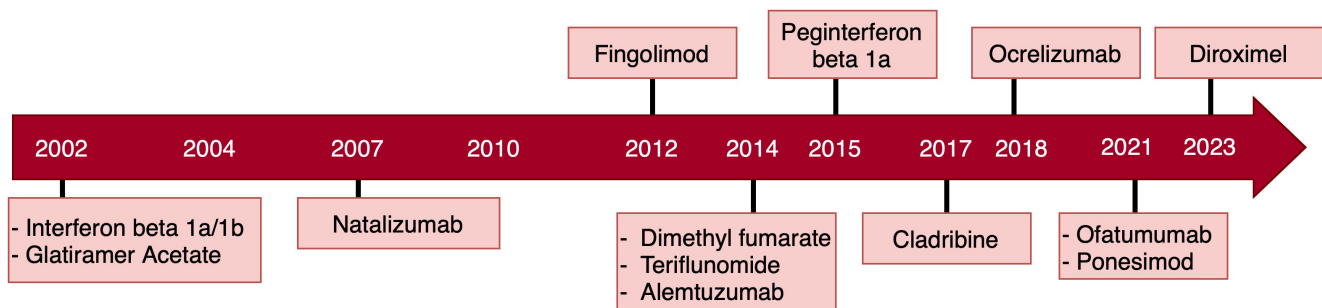 Fingolimod
Peginterferon
beta 1a
Ocrelizumab
Diroximel
2002
2004
2007
2010
2012
2014
2015
2017
2018
2021
2023
- Interferon beta 1a/1b
- Glatiramer Acetate
Natalizumab
- Dimethyl fumarate
- Teriflunomide
- Alemtuzumab
Cladribine
- Ofatumumab
- Ponesimod